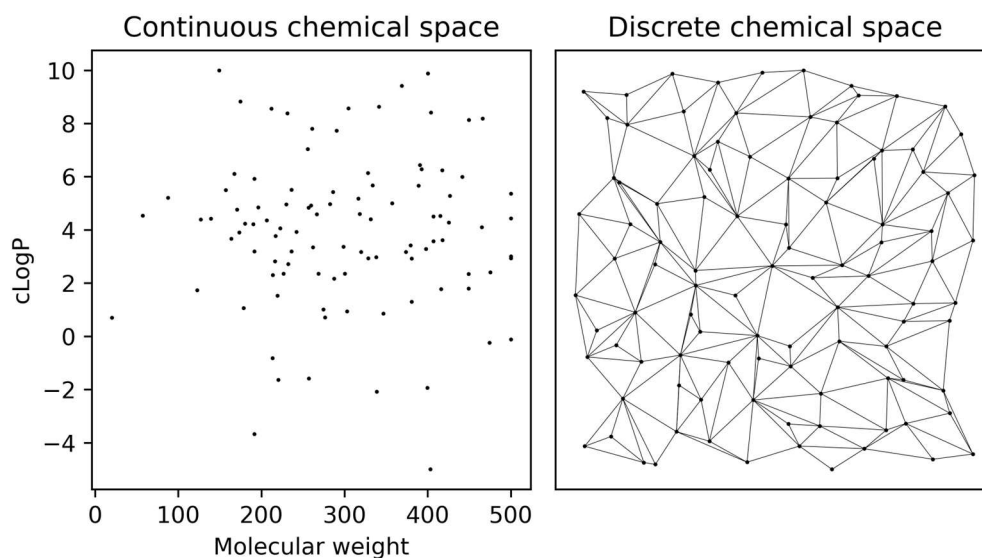 Continuous chemical space
Discrete chemical space
10
8
6
4
2
0
−2
−4
cLogP
0 100 200 300 400 500
Molecular weight